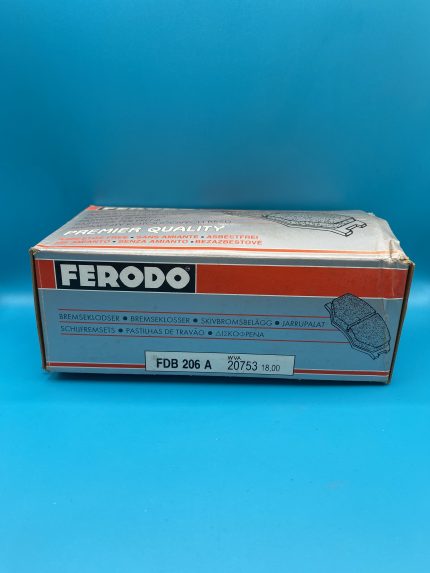 PREMIER QUALITY
SANS AMIANTE • ASBESTFREI
SENZA AMIANTO • BEZAZBESTOVÉ
FERODO
BREMSEKLODSER • BREMSEKLOSSER • SKIVBROMSBELÄGG • JARRUPALAT
SCHIJFREMSETS • PASTILHAS DE TRAVÃO • ΔΙΣΚΟΦΡΕΝΑ
WVA
FDB 206 A 20753 18,00